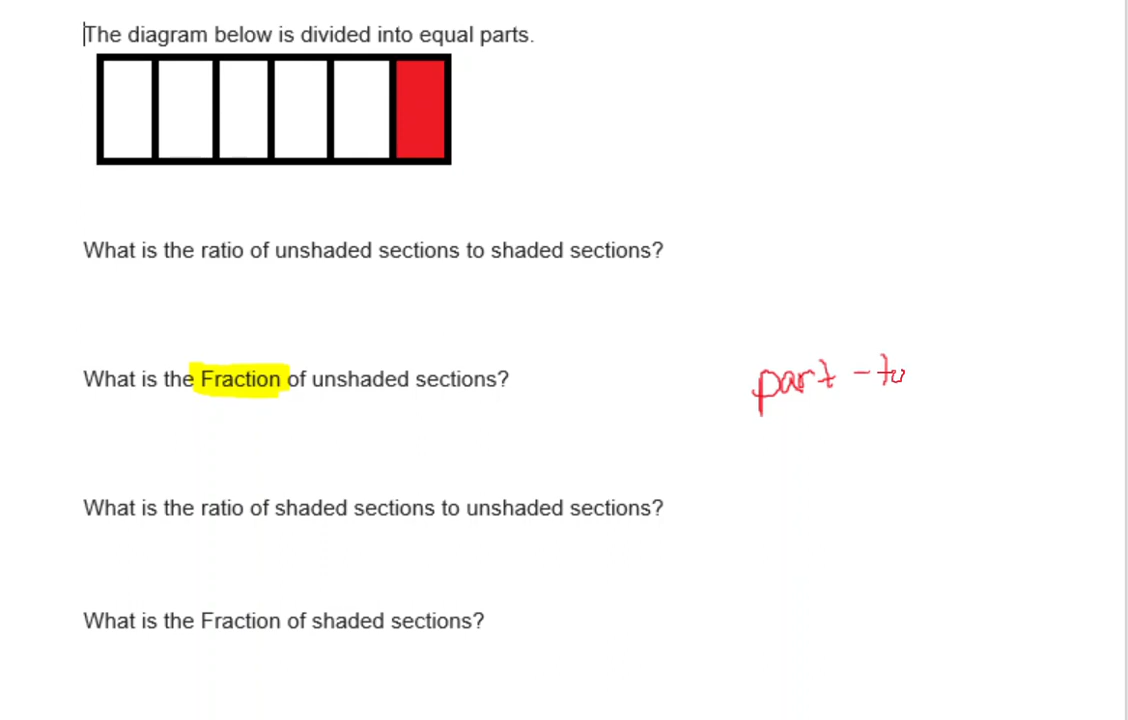 The diagram below is divided into equal parts.
What is the ratio of unshaded sections to shaded sections?
What is the Fraction of unshaded sections?
part - to
What is the ratio of shaded sections to unshaded sections?
What is the Fraction of shaded sections?